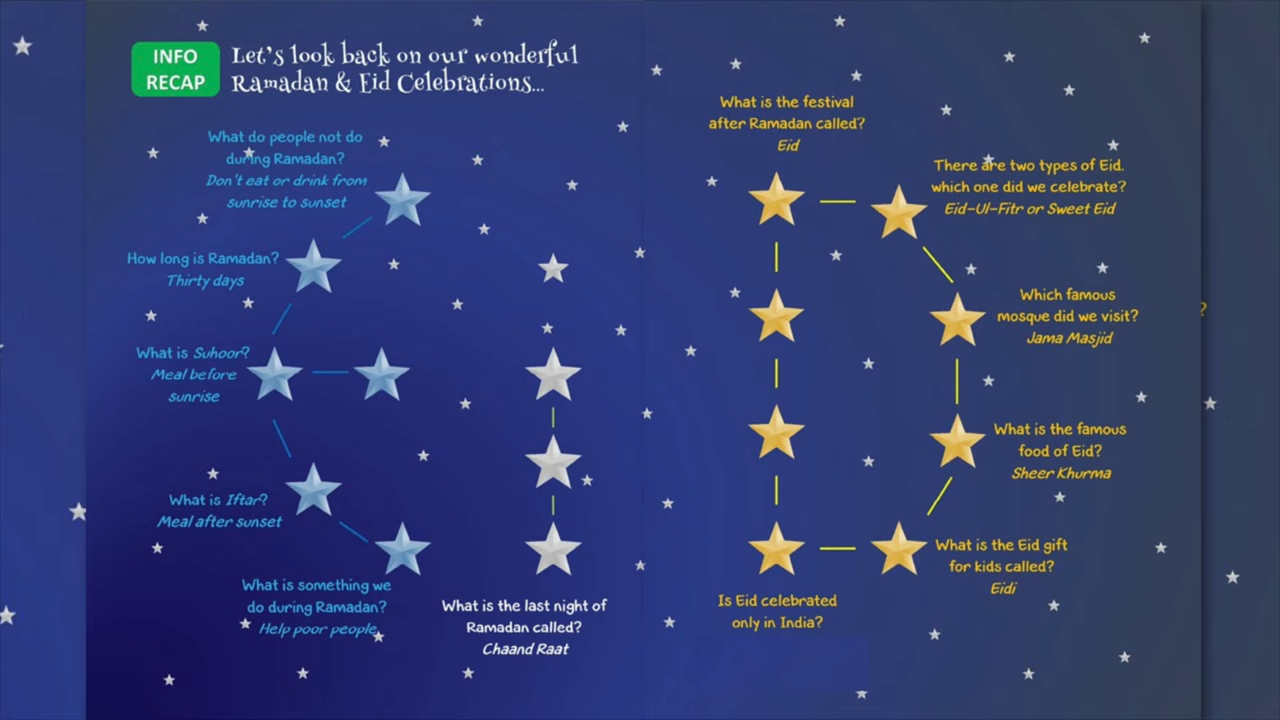 INFO
RECAP
Let's look back on our wonderful
Ramadan & Eid Celebrations...
What do people not do
during Ramadan?
Don't eat or drink from
sunrise to sunset
How long is Ramadan?
Thirty days
What is Suhoor?
Meal before
sunrise
What is Iftar?
Meal after sunset
What is something we
do during Ramadan?
Help poor people
What is the last night of
Ramadan called?
Chaand Raat
What is the festival
after Ramadan called?
Eid
There are two types of Eid.
which one did we celebrate?
Eid-Ul-Fitr or Sweet Eid
Which famous
mosque did we visit?
Jama Masjid
What is the famous
food of Eid?
Sheer Khurma
What is the Eid gift
for kids called?
Eidi
Is Eid celebrated
only in India?
?